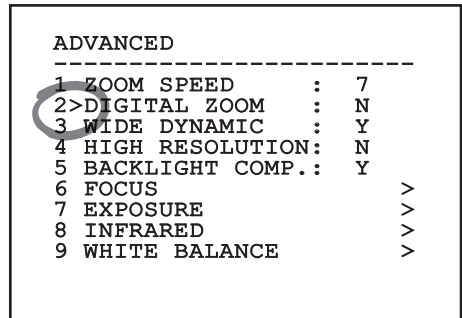 ADVANCED
-------------------------
1 ZOOM SPEED : 7
2>DIGITAL ZOOM : N
3 WIDE DYNAMIC : Y
4 HIGH RESOLUTION: N
5 BACKLIGHT COMP.: Y
6 FOCUS >
7 EXPOSURE >
8 INFRARED >
9 WHITE BALANCE >